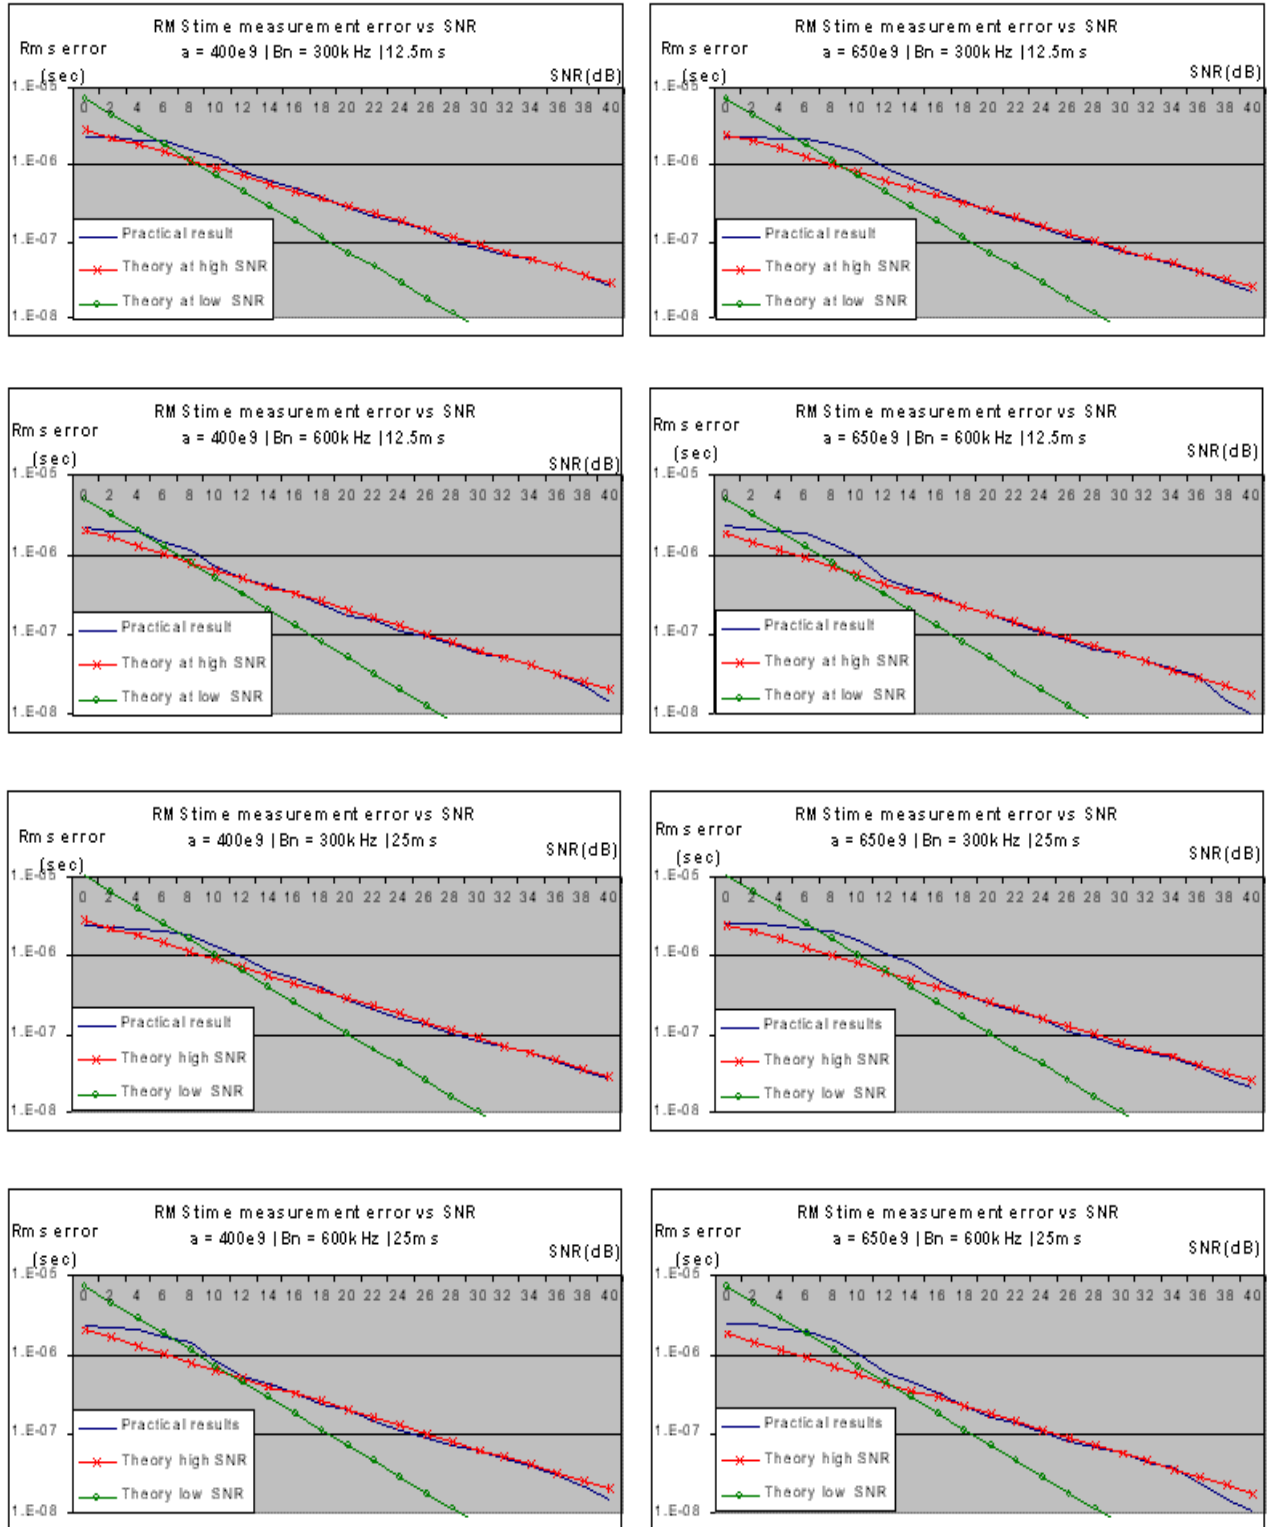 RMS time measurement error vs SNR
a = 400e9 | Bn = 300kHz | 12.5ms
Rms error
(sec)
SNR(dB)
1.E-05
0 2 4 6 8 10 12 14 16 18 20 22 24 26 28 30 32 34 36 38 40
1.E-06
1.E-07
1.E-08
Practical result
Theory at high SNR
Theory at low SNR
RMS time measurement error vs SNR
a = 650e9 | Bn = 300kHz | 12.5ms
Rms error
(sec)
SNR(dB)
1.E-05
0 2 4 6 8 10 12 14 16 18 20 22 24 26 28 30 32 34 36 38 40
1.E-06
1.E-07
1.E-08
Practical result
Theory at high SNR
Theory at low SNR
RMS time measurement error vs SNR
a = 400e9 | Bn = 600kHz | 12.5ms
Rms error
(sec)
SNR(dB)
1.E-05
0 2 4 6 8 10 12 14 16 18 20 22 24 26 28 30 32 34 36 38 40
1.E-06
1.E-07
1.E-08
Practical result
Theory at high SNR
Theory at low SNR
RMS time measurement error vs SNR
a = 650e9 | Bn = 600kHz | 12.5ms
Rms error
(sec)
SNR(dB)
1.E-05
0 2 4 6 8 10 12 14 16 18 20 22 24 26 28 30 32 34 36 38 40
1.E-06
1.E-07
1.E-08
Practical result
Theory at high SNR
Theory at low SNR
RMS time measurement error vs SNR
a = 400e9 | Bn = 300kHz | 25ms
Rms error
(sec)
SNR(dB)
1.E-05
0 2 4 6 8 10 12 14 16 18 20 22 24 26 28 30 32 34 36 38 40
1.E-06
1.E-07
1.E-08
Practical result
Theory high SNR
Theory low SNR
RMS time measurement error vs SNR
a = 650e9 | Bn = 300kHz | 25ms
Rms error
(sec)
SNR(dB)
1.E-05
0 2 4 6 8 10 12 14 16 18 20 22 24 26 28 30 32 34 36 38 40
1.E-06
1.E-07
1.E-08
Practical results
Theory high SNR
Theory low SNR
RMS time measurement error vs SNR
a = 400e9 | Bn = 600kHz | 25ms
Rms error
(sec)
SNR(dB)
1.E-05
0 2 4 6 8 10 12 14 16 18 20 22 24 26 28 30 32 34 36 38 40
1.E-06
1.E-07
1.E-08
Practical results
Theory high SNR
Theory low SNR
RMS time measurement error vs SNR
a = 650e9 | Bn = 600kHz | 25ms
Rms error
(sec)
SNR(dB)
1.E-05
0 2 4 6 8 10 12 14 16 18 20 22 24 26 28 30 32 34 36 38 40
1.E-06
1.E-07
1.E-08
Practical results
Theory high SNR
Theory low SNR